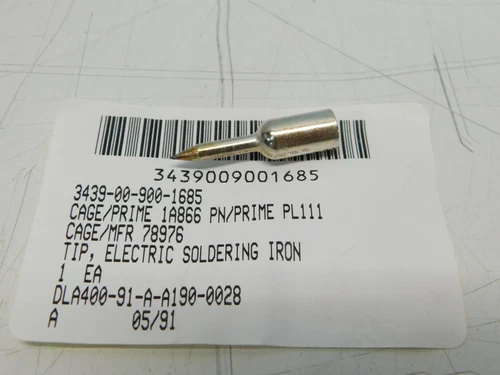 3439009001685
3439-00-900-1685
CAGE/PRIME 1A866 PN/PRIME PL111
CAGE/MFR 78976
TIP, ELECTRIC SOLDERING IRON
1 EA
DLA400-91-A-A190-0028
A 05/91